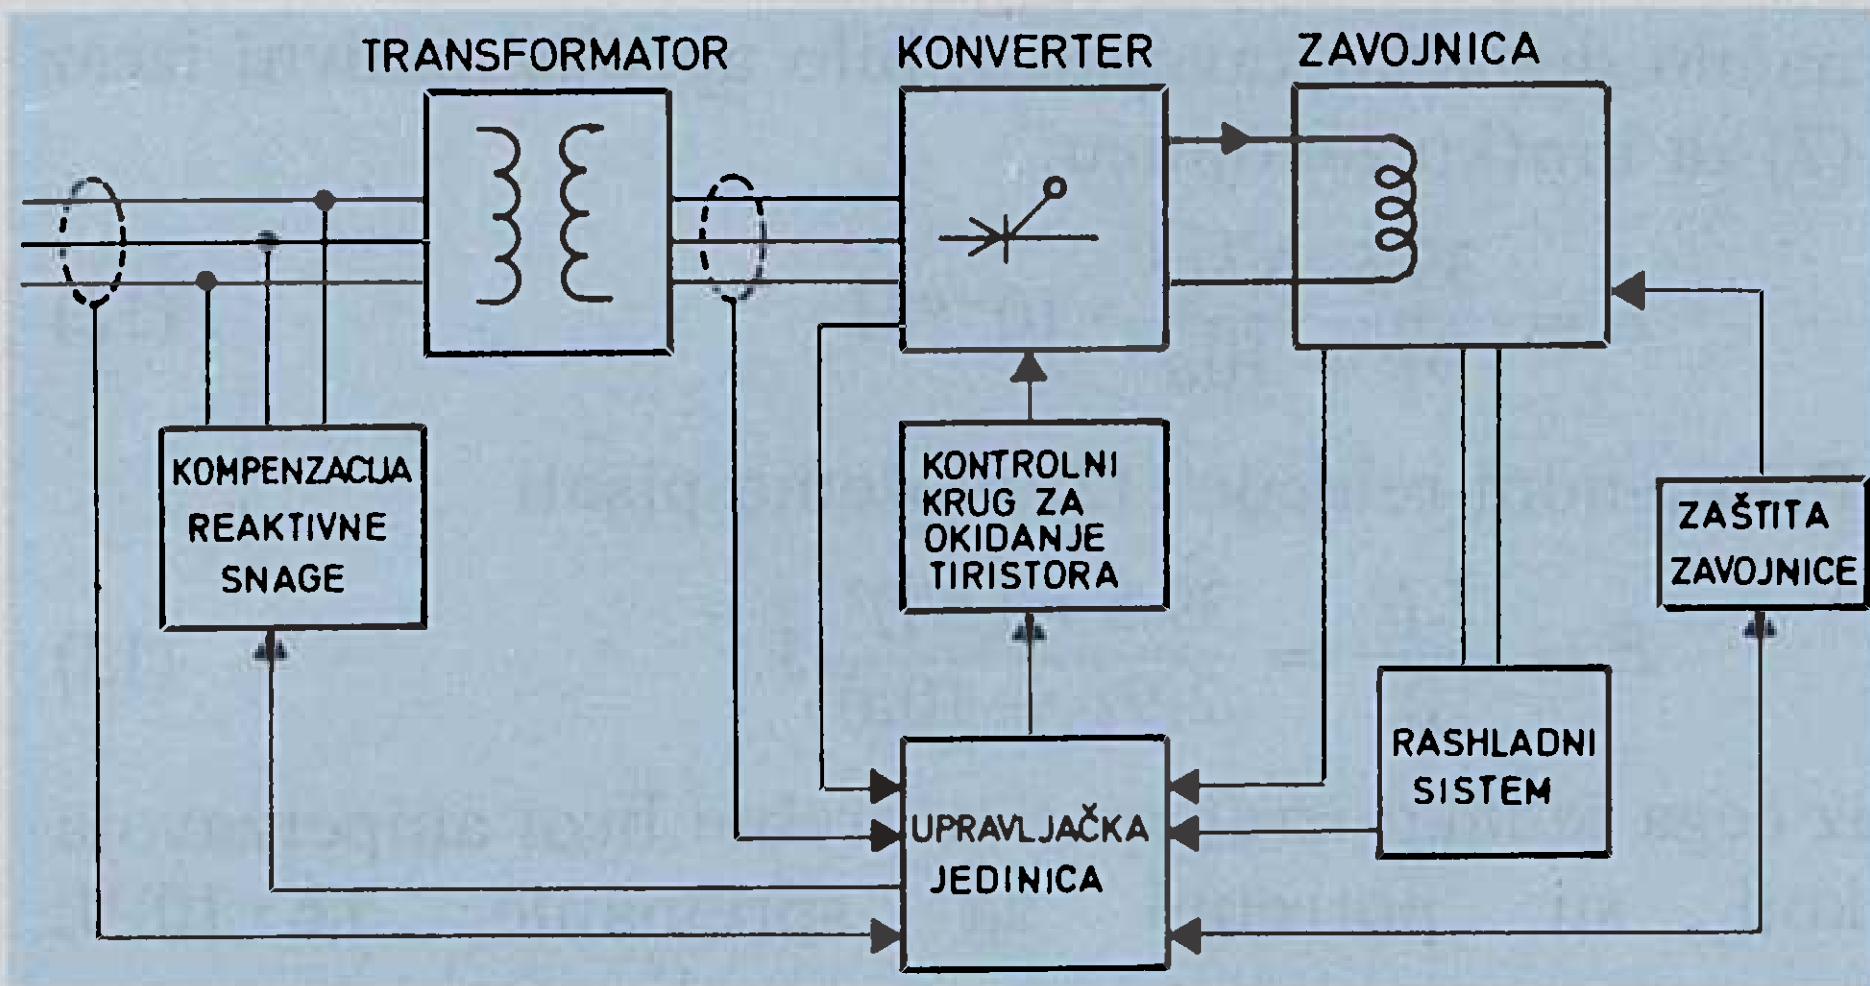 TRANSFORMATOR
KONVERTER
ZAVOJNICA
KOMPENZACIJA
REAKTIVNE
SNAGE
KONTROLNI
KRUG ZA
OKIDANJE
TIRISTORA
ZAŠTITA
ZAVOJNICE
RASHLADNI
SISTEM
UPRAVLJAČKA
JEDINICA